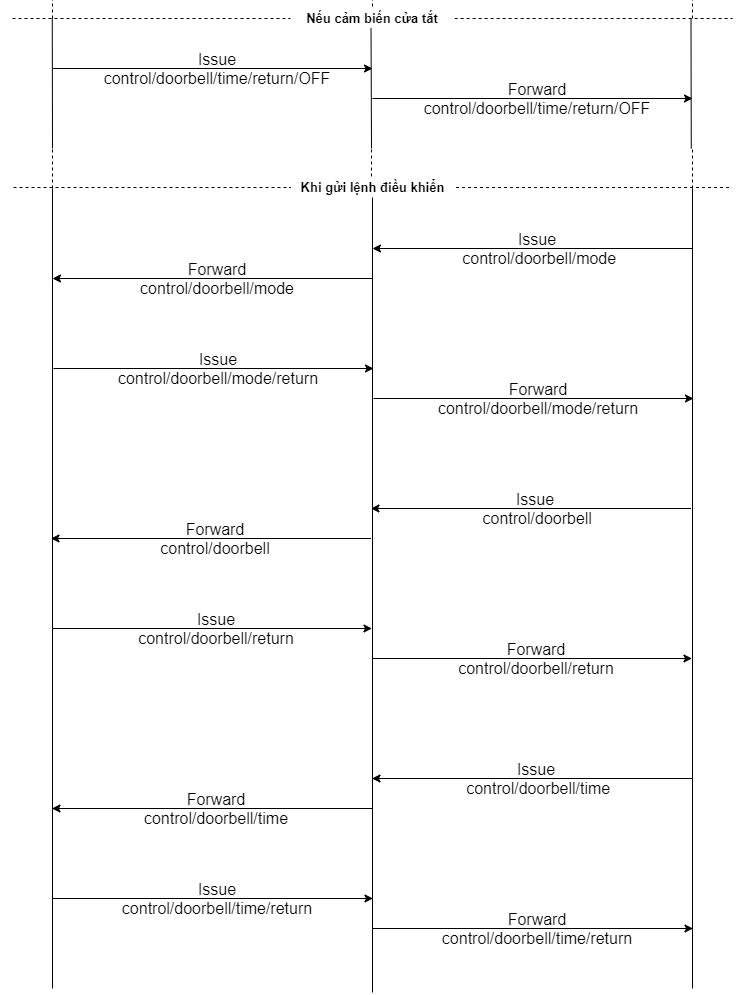 Nếu cảm biến cửa tắt
Issue
control/doorbell/time/return/OFF
Forward
control/doorbell/time/return/OFF
Khi gửi lệnh điều khiển
Issue
control/doorbell/mode
Forward
control/doorbell/mode
Issue
control/doorbell/mode/return
Forward
control/doorbell/mode/return
Issue
control/doorbell
Forward
control/doorbell
Issue
control/doorbell/return
Forward
control/doorbell/return
Issue
control/doorbell/time
Forward
control/doorbell/time
Issue
control/doorbell/time/return
Forward
control/doorbell/time/return